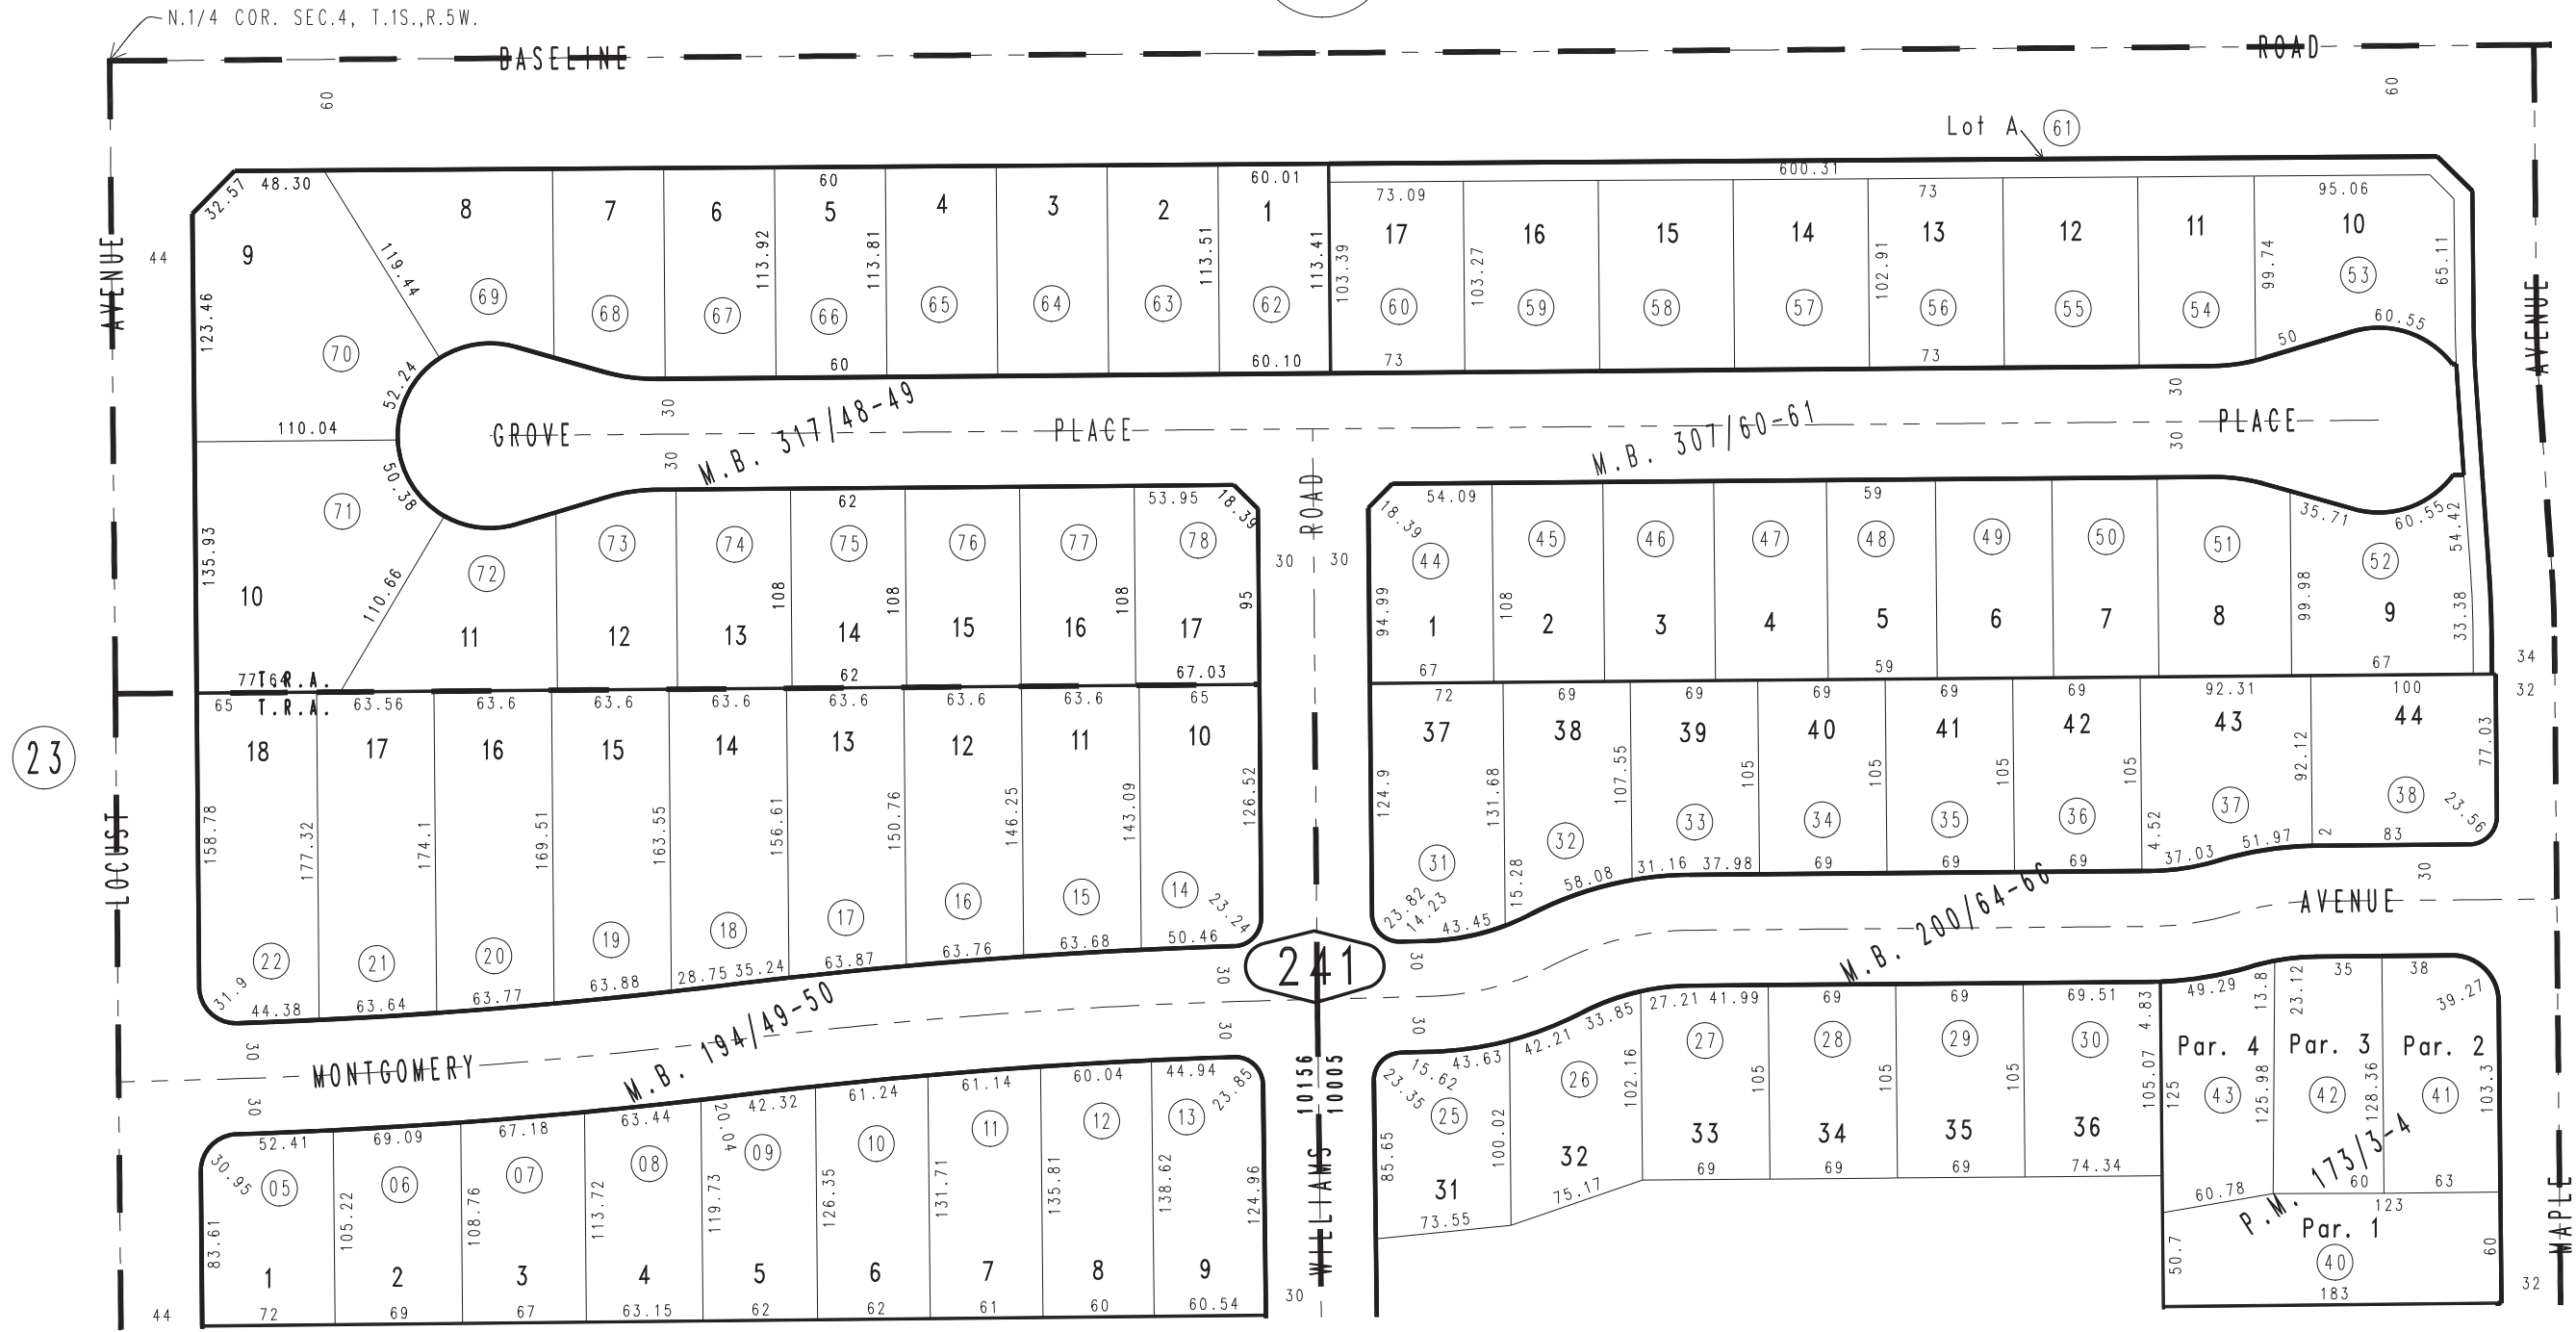 N.1/4 COR. SEC.4, T.1S.,R.5W.
BASELINE ROAD
60 60
Lot A 61
600.31
32.57 48.30 60 60.01 73.09 73 95.06
9 8 7 6 5 4 3 2 1 17 16 15 14 13 12 11 10
44
AVENUE
AVENUE
123.46 119.44 113.92 113.81 113.51 113.41 103.39 103.27 102.91 99.74 65.11
70 69 68 67 66 65 64 63 62 60 59 58 57 56 55 54 53
52.24 60 60.10 73 73 50 60.55
110.04
GROVE PLACE PLACE
30 30 30 30
M.B. 317/48-49
M.B. 307/60-61
50.38
ROAD
62 53.95 18.39 18.39 54.09 59 35.71 60.55 54.42
71 72 73 74 75 76 77 78 44 45 46 47 48 49 50 51 52
30 30
135.93 110.66 108 108 108 95 94.99 108 99.98 33.38
10 11 12 13 14 15 16 17 1 2 3 4 5 6 7 8 9
77.64 62 67.03 67 59 67
34
T.R.A.
T.R.A.
65 63.56 63.6 63.6 63.6 63.6 63.6 63.6 65 72 69 69 69 69 69 92.31 100
32
18 17 16 15 14 13 12 11 10 37 38 39 40 41 42 43 44
23
LOCUST
158.78 177.32 174.1 169.51 163.55 156.61 150.76 146.25 143.09 126.52 124.9 131.68 107.55 105 105 105 105 92.12 77.03
22 21 20 19 18 17 16 15 14 31 32 33 34 35 36 37 38
31.9 44.38 63.64 63.77 63.88 28.75 35.24 63.87 63.76 63.68 50.46 23.24
23.82 14.23 43.45 15.28 58.08 31.16 37.98 69 69 69 4.52 37.03 51.97 2 83 23.56
30 30 30
241
M.B. 200/64-66
AVENUE
30 30 30 30
MONTGOMERY
M.B. 194/49-50
10156
10005
30.95 52.41 69.09 67.18 63.44 20.04 42.32 61.24 61.14 60.04 44.94 23.85
05 06 07 08 09 10 11 12 13
83.61 105.22 108.76 113.72 119.73 126.35 131.71 135.81 138.62 124.96
1 2 3 4 5 6 7 8 9
44 72 69 67 63.15 62 62 61 60 60.54
WILLIAMS
30
23.35 15.62 43.63 42.21 33.85 27.21 41.99 69 69 69.51 4.83 49.29 13.8 23.12 35 38 39.27
25 26 27 28 29 30
Par. 4 Par. 3 Par. 2
43 42 41
85.65 100.02 102.16 105 105 105 105.07 125 125.98 128.36 103.3
31 32 33 34 35 36
73.55 75.17 69 69 69 74.34 60.78 60 63
P.M. 173/3-4
123
Par. 1
40
50.7 60
183
32
MAPLE